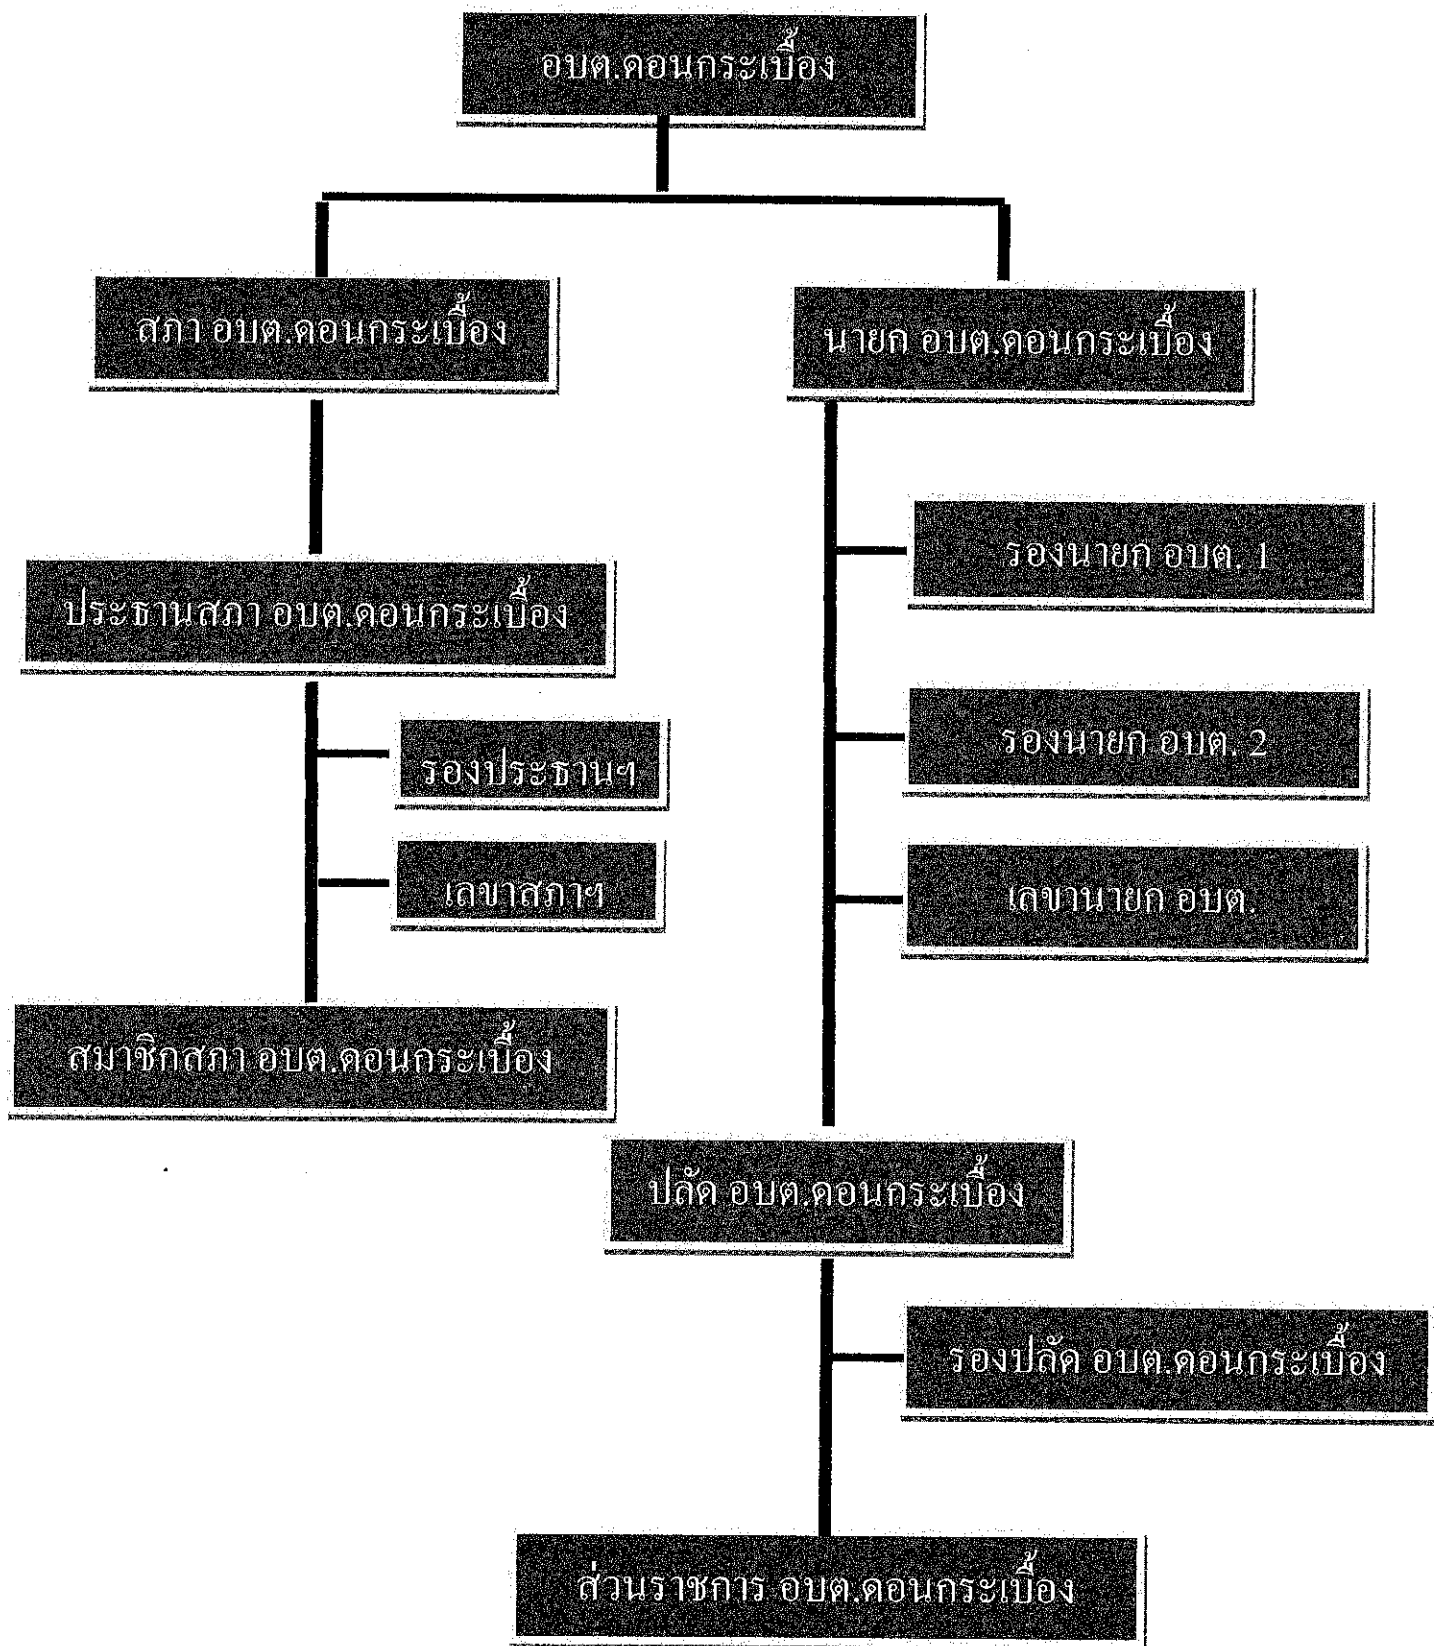 อบต.ดอนกระเบื้อง
สภา อบต.ดอนกระเบื้อง
นายก อบต.ดอนกระเบื้อง
รองนายก อบต. 1
ประธานสภา อบต.ดอนกระเบื้อง
รองนายก อบต. 2
รองประธานฯ
เลขาสภาฯ
เลขานายก อบต.
สมาชิกสภา อบต.ดอนกระเบื้อง
ปลัด อบต.ดอนกระเบื้อง
รองปลัด อบต.ดอนกระเบื้อง
ส่วนราชการ อบต.ดอนกระเบื้อง